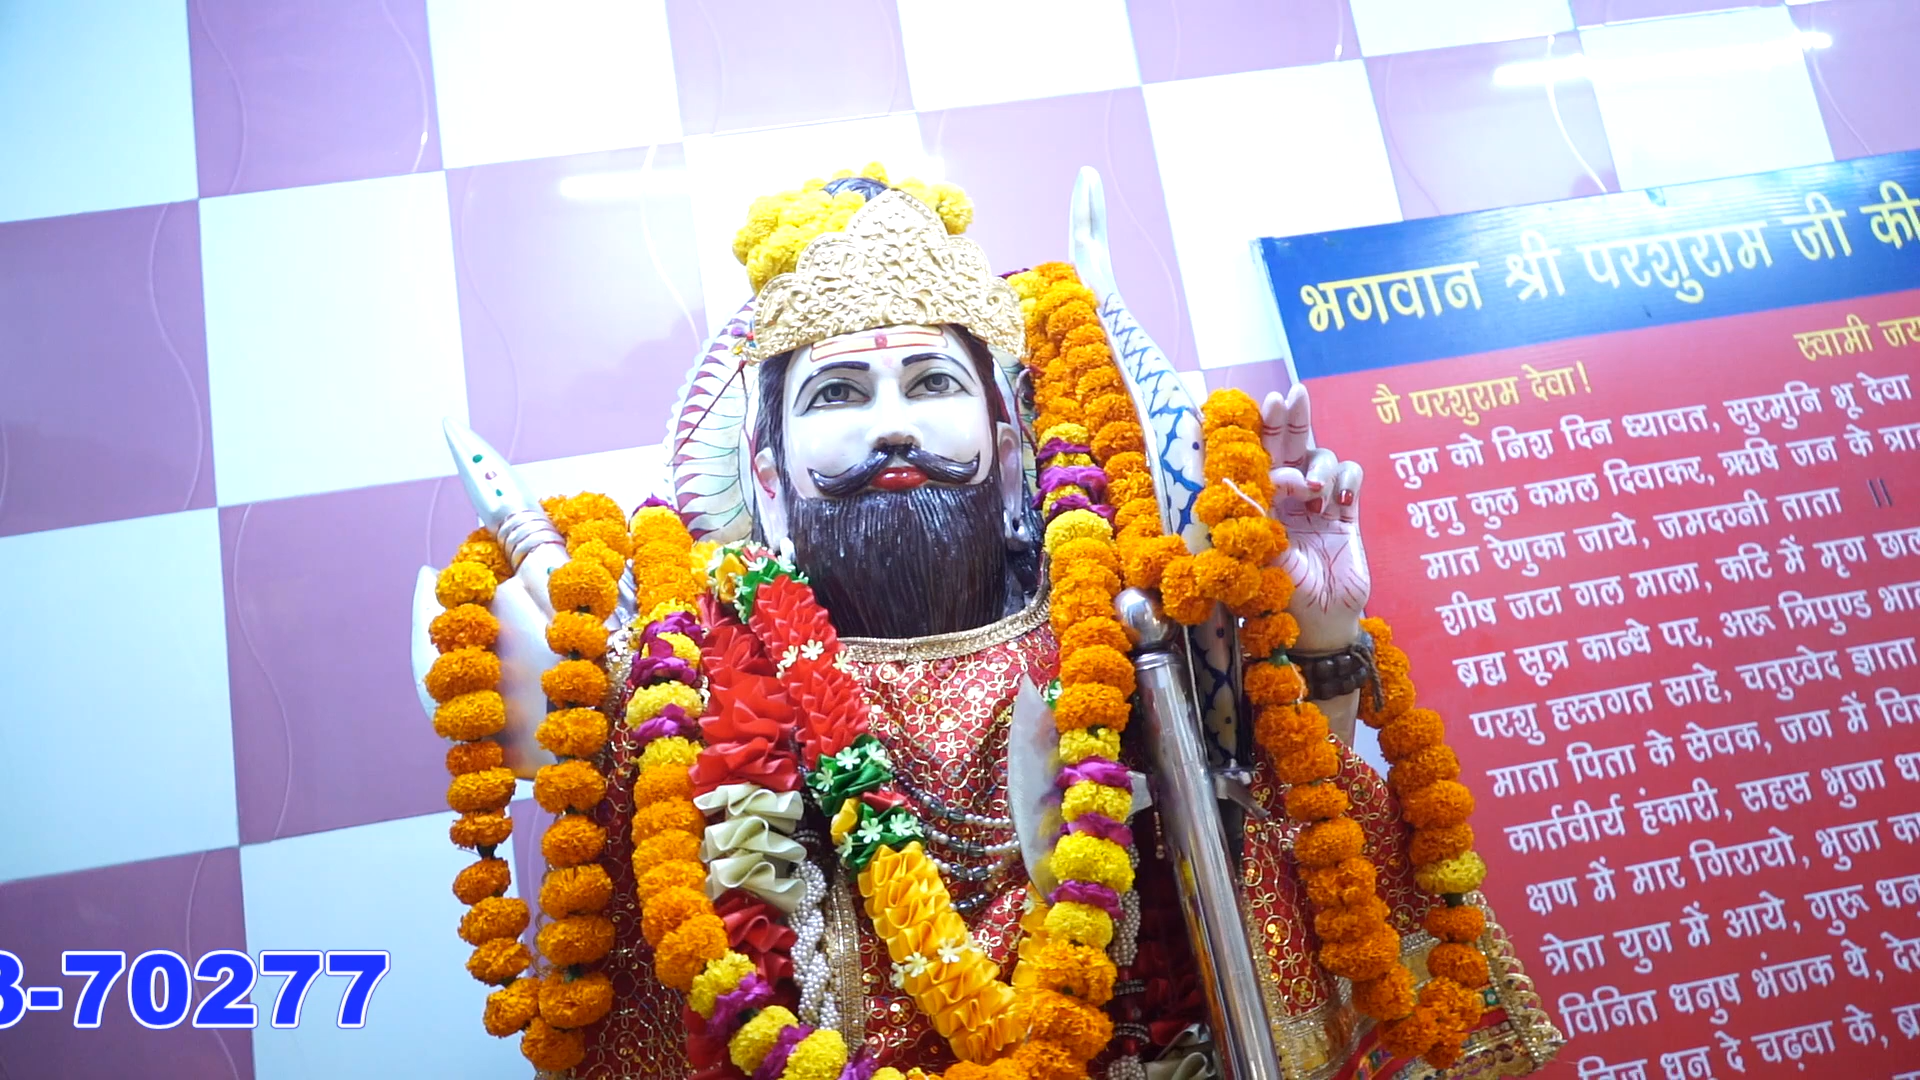 भगवान श्री परशुराम जी की
स्वामी जय
जै परशुराम देवा!
तुम को निश दिन ध्यावत, सुरमुनि भू देवा
भृगु कुल कमल दिवाकर, ऋषि जन के
मात रेणुका जाये, जमदग्नी ताता ||
शीष जटा गल माला, कटि में मृग छाल
ब्रह्म सूत्र कान्धे पर, अरू त्रिपुण्ड
परशु हस्तगत साहे, चतुरवेद ज्ञाता
माता पिता के सेवक, जग में
कार्तवीर्य हंकारी, सहस भुजा
क्षण में मार गिरायो, भुजा
त्रेता युग में आये, गुरू
विनित धनुष भंजक थे,
निज धनु दे चढ़वा के,
8-70277